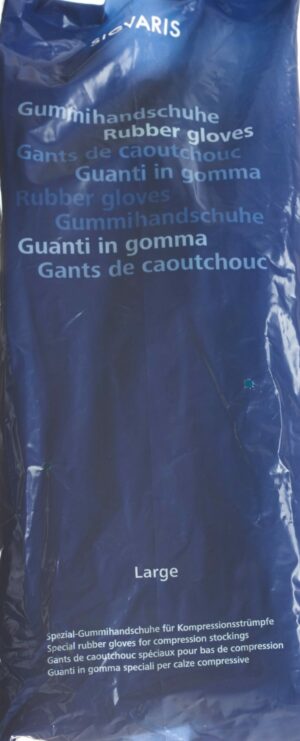 SIGVARIS
Gummihandschuhe
Rubber gloves
Gants de caoutchouc
Guanti in gomma
Rubber gloves
Gummihandschuhe
Guanti in gomma
Gants de caoutchouc
Large
Spezial-Gummihandschuhe für Kompressionsstrümpfe
Special rubber gloves for compression stockings
Gants de caoutchouc spéciaux pour bas de compression
Guanti in gomma speciali per calze compressive